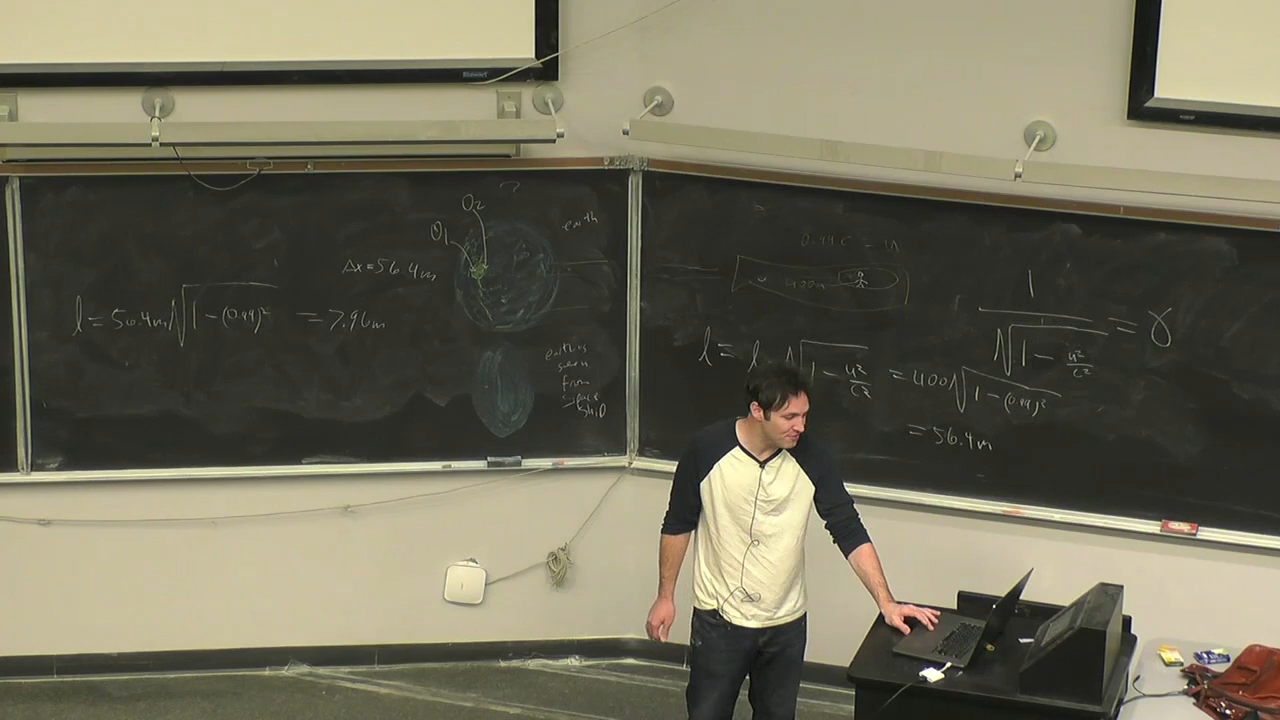 O₂
O₁
earth
Δx = 56.4m
l = 56.4m √1 - (0.99)² = 7.96m
earth as
seen
from
space
ship
0.99c = u
400m
1
l = l √1 - u²/c² = 400 √1 - (0.99)²
= 56.4m
1 / √1 - u²/c² = γ